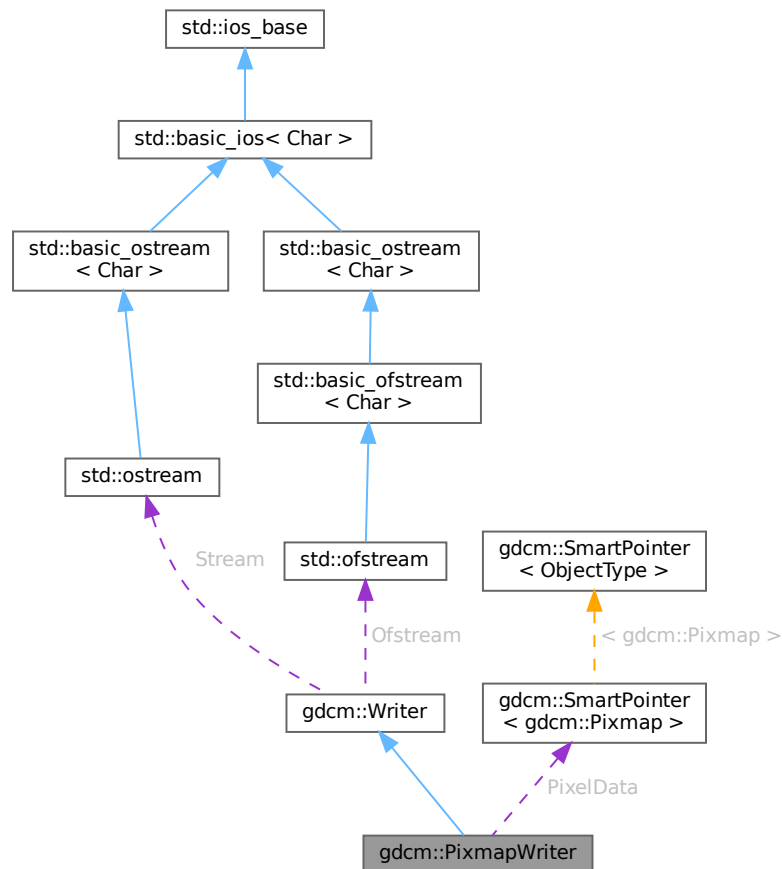 std::ios_base
std::basic_ios< Char >
std::basic_ostream
< Char >
std::basic_ostream
< Char >
std::basic_ofstream
< Char >
std::ostream
std::ofstream
gdcm::SmartPointer
< ObjectType >
Stream
Ofstream
< gdcm::Pixmap >
gdcm::Writer
gdcm::SmartPointer
< gdcm::Pixmap >
PixelData
gdcm::PixmapWriter